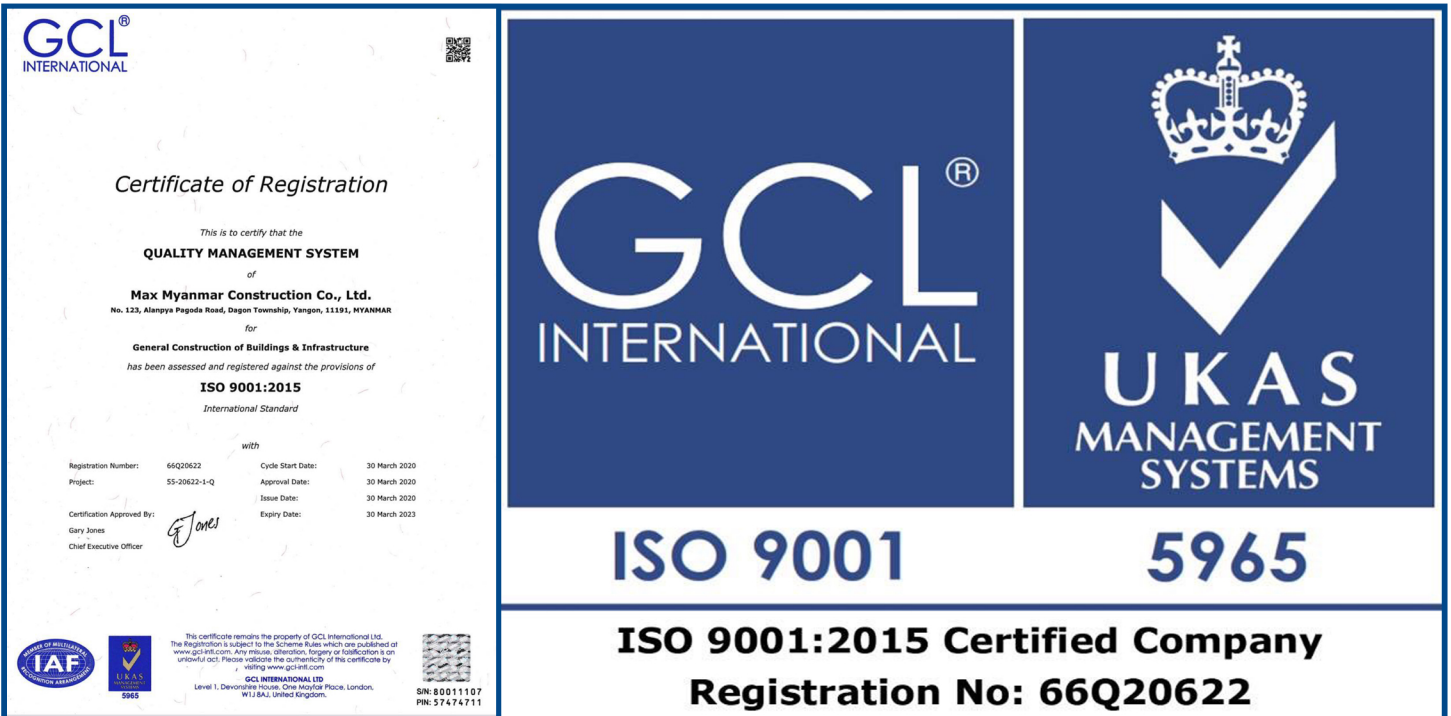 GCL®
INTERNATIONAL
Certificate of Registration
This is to certify that the
QUALITY MANAGEMENT SYSTEM
of
Max Myanmar Construction Co., Ltd.
No. 123, Alanpya Pagoda Road, Dagon Township, Yangon, 11191, MYANMAR
for
General Construction of Buildings & Infrastructure
has been assessed and registered against the provisions of
ISO 9001:2015
International Standard
with
Registration Number: 66Q20622 Cycle Start Date: 30 March 2020
Project: 55-20622-1-Q Approval Date: 30 March 2020
Issue Date: 30 March 2020
Certification Approved By: Expiry Date: 30 March 2023
G Jones
Gary Jones
Chief Executive Officer
MEMBER OF MULTILATERAL
IAF
RECOGNITION ARRANGEMENT
UKAS
MANAGEMENT
SYSTEMS
5965
This certificate remains the property of GCL International Ltd.
The Registration is subject to the Scheme Rules which are published at
www.gcl-intl.com. Any misuse, alteration, forgery or falsification is an
unlawful act. Please validate the authenticity of this certificate by
visiting www.gcl-intl.com
GCL INTERNATIONAL LTD
Level 1, Devonshire House, One Mayfair Place, London,
W1J 8AJ, United Kingdom.
S/N: 80011107
PIN: 57474711
GCL®
INTERNATIONAL
UKAS
MANAGEMENT
SYSTEMS
ISO 9001
5965
ISO 9001:2015 Certified Company
Registration No: 66Q20622